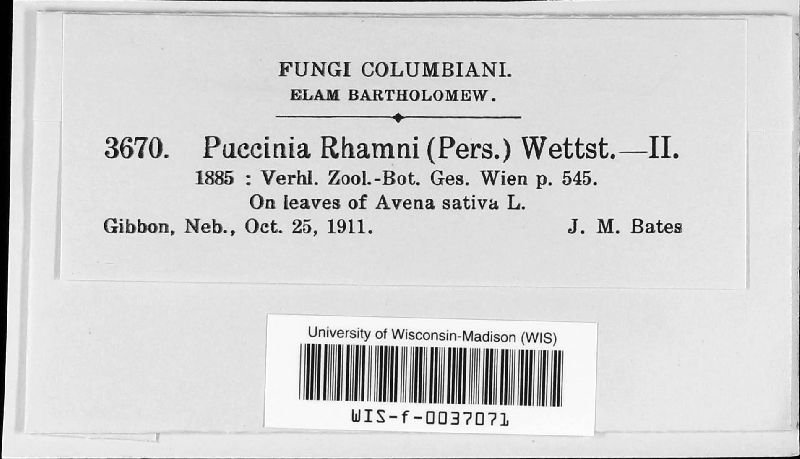 FUNGI COLUMBIANI.
ELAM BARTHOLOMEW.
3670. Puccinia Rhamni (Pers.) Wettst.—II.
1885 : Verhl. Zool.-Bot. Ges. Wien p. 545.
On leaves of Avena sativa L.
Gibbon, Neb., Oct. 25, 1911. J. M. Bates
University of Wisconsin-Madison (WIS)
WIS-f-0037071